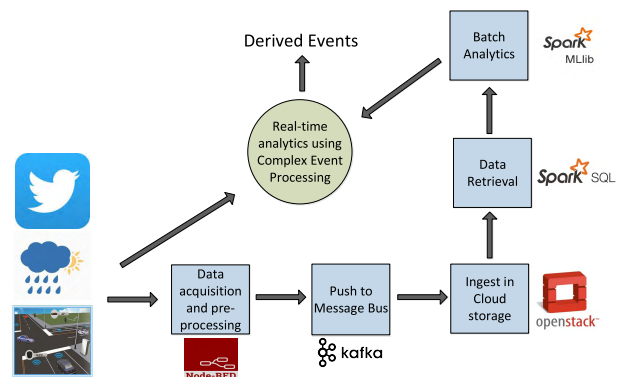 Derived Events
Batch
Analytics
Spark
MLlib
Real-time
analytics using
Complex Event
Processing
Data
Retrieval
Spark SQL
Data
acquisition
and pre-
processing
Push to
Message Bus
Ingest in
Cloud
storage
openstack™
Node-RED
kafka